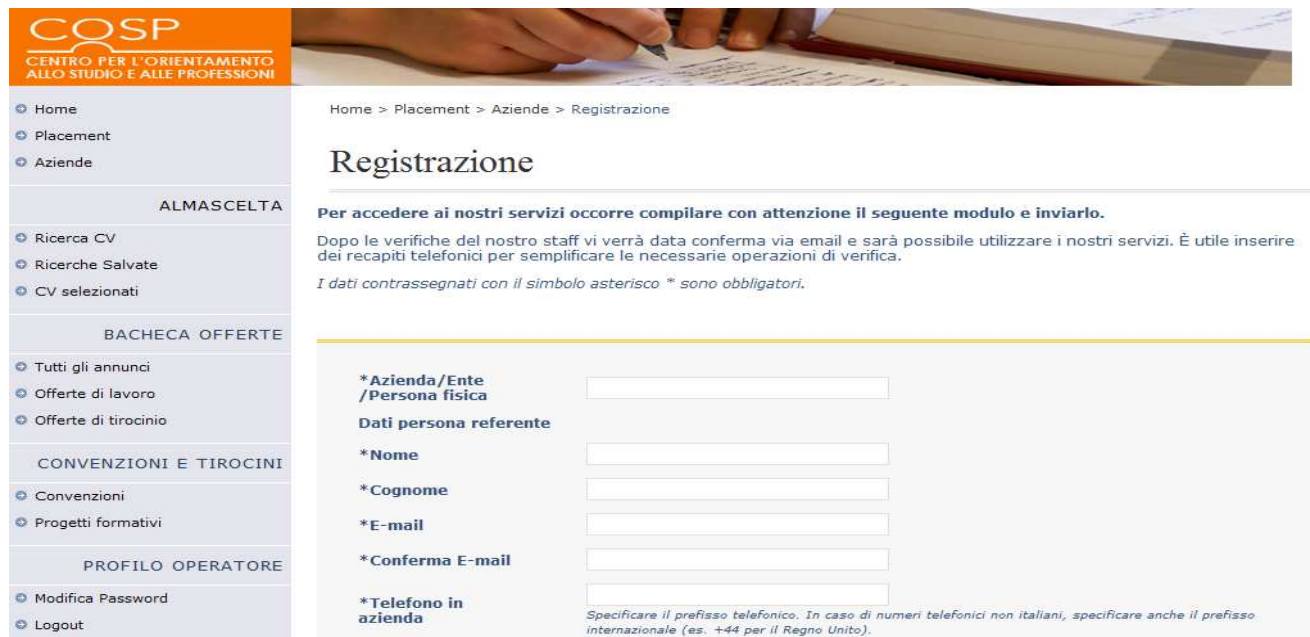 COSP
CENTRO PER L'ORIENTAMENTO
ALLO STUDIO E ALLE PROFESSIONI
Home
Placement
Aziende
ALMASCELTA
Ricerca CV
Ricerche Salvate
CV selezionati
BACHECA OFFERTE
Tutti gli annunci
Offerte di lavoro
Offerte di tirocinio
CONVENZIONI E TIROCINI
Convenzioni
Progetti formativi
PROFILO OPERATORE
Modifica Password
Logout
Home > Placement > Aziende > Registrazione
Registrazione
Per accedere ai nostri servizi occorre compilare con attenzione il seguente modulo e inviarlo.
Dopo le verifiche del nostro staff vi verrà data conferma via email e sarà possibile utilizzare i nostri servizi. È utile inserire
dei recapiti telefonici per semplificare le necessarie operazioni di verifica.
I dati contrassegnati con il simbolo asterisco * sono obbligatori.
*Azienda/Ente
/Persona fisica
Dati persona referente
*Nome
*Cognome
*E-mail
*Conferma E-mail
*Telefono in
azienda
Specificare il prefisso telefonico. In caso di numeri telefonici non italiani, specificare anche il prefisso
internazionale (es. +44 per il Regno Unito).